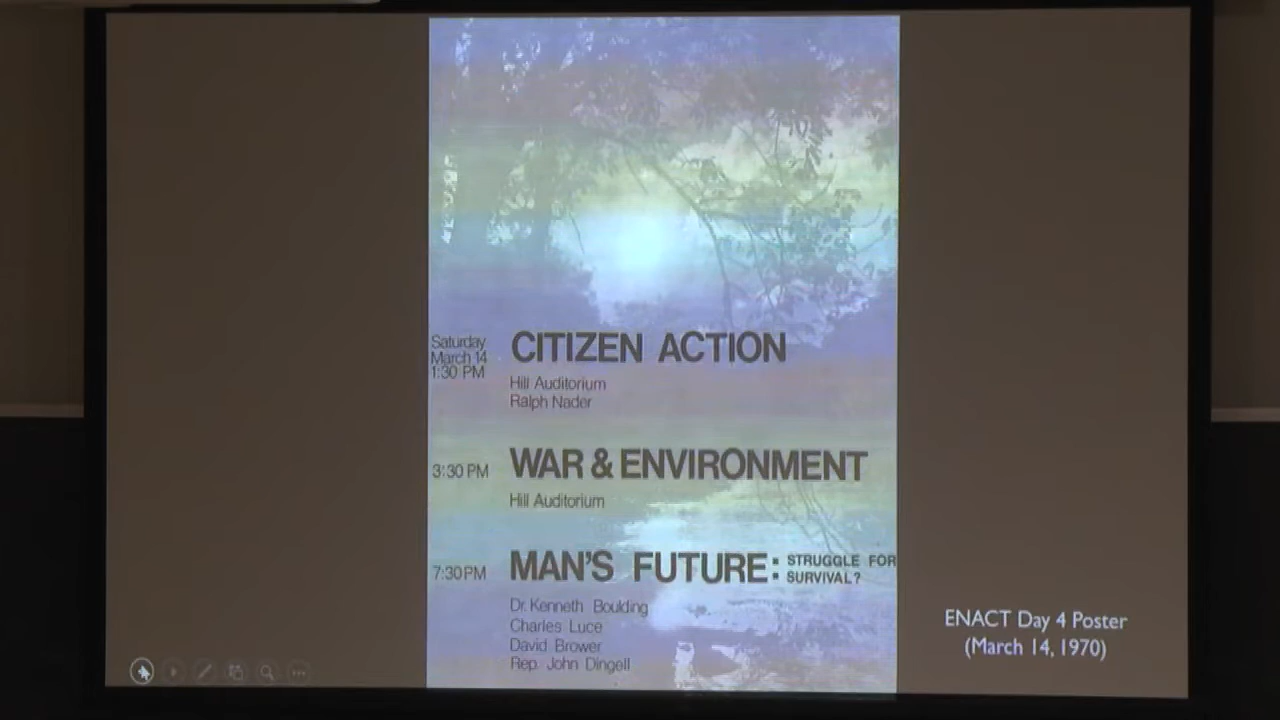 Saturday
March 14
1:30 PM
CITIZEN ACTION
Hill Auditorium
Ralph Nader
3:30 PM
WAR & ENVIRONMENT
Hill Auditorium
7:30 PM
MAN'S FUTURE: STRUGGLE FOR
SURVIVAL?
Dr. Kenneth Boulding
Charles Luce
David Brower
Rep. John Dingell
ENACT Day 4 Poster
(March 14, 1970)